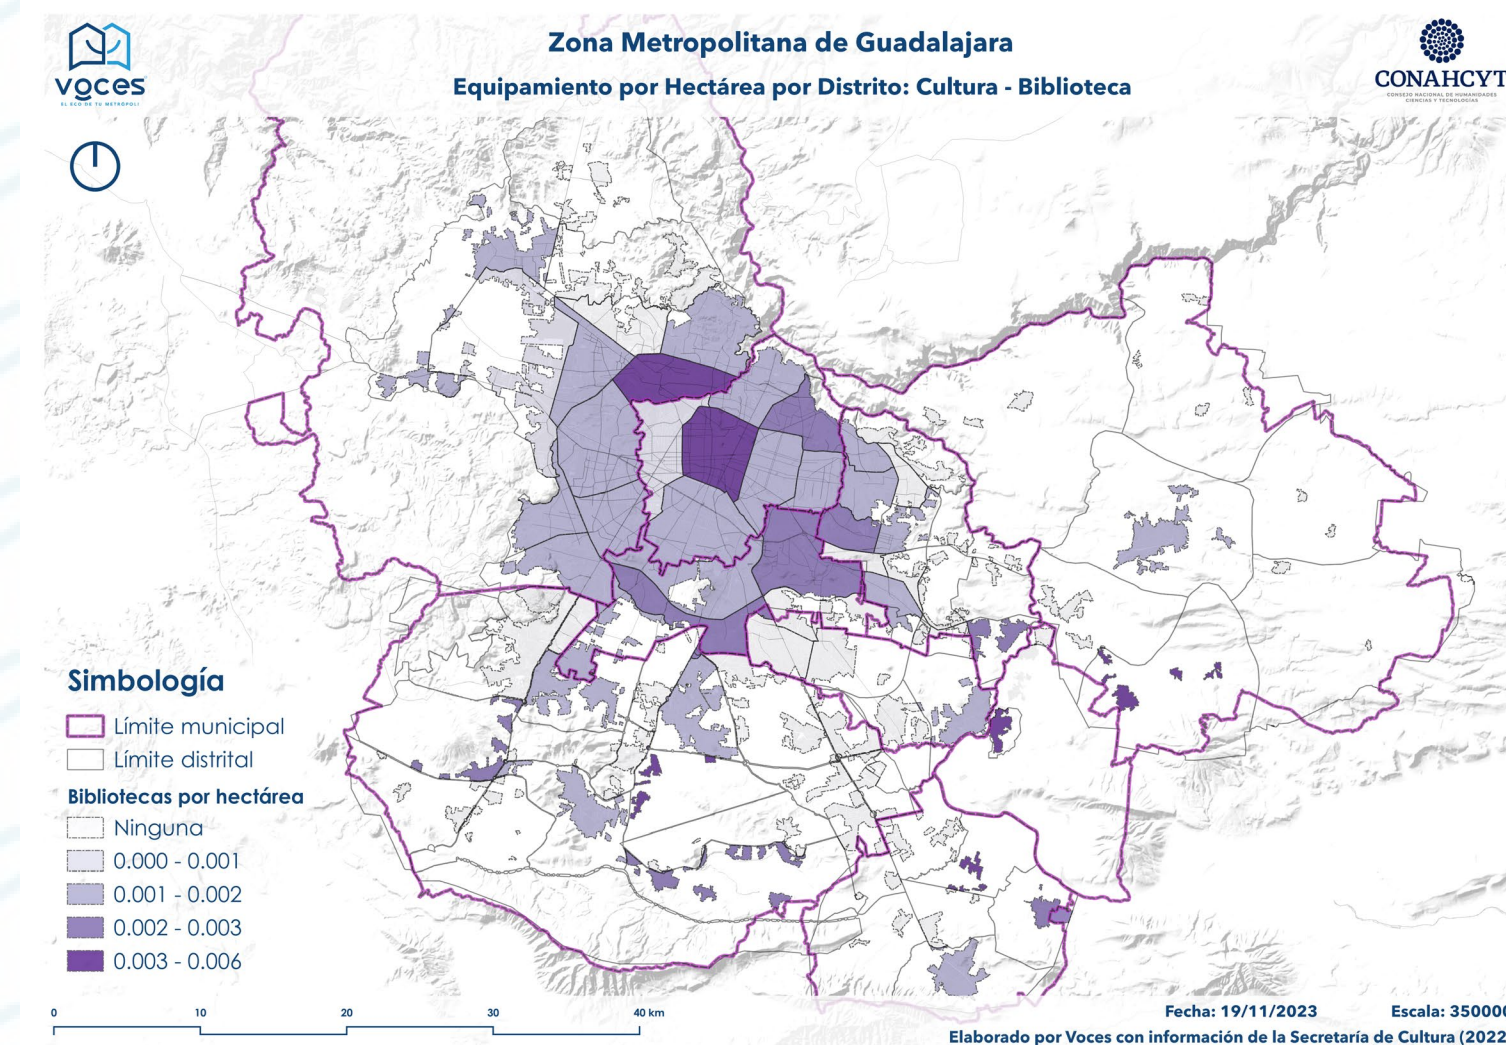 voces
EL ECO DE TU METRÓPOLI
Zona Metropolitana de Guadalajara
Equipamiento por Hectárea por Distrito: Cultura - Biblioteca
CONAHCYT
CONSEJO NACIONAL DE HUMANIDADES
CIENCIAS Y TECNOLOGÍAS
Simbología
Límite municipal
Límite distrital
Bibliotecas por hectárea
Ninguna
0.000 - 0.001
0.001 - 0.002
0.002 - 0.003
0.003 - 0.006
0 10 20 30 40 km
Fecha: 19/11/2023 Escala: 350000
Elaborado por Voces con información de la Secretaría de Cultura (2022